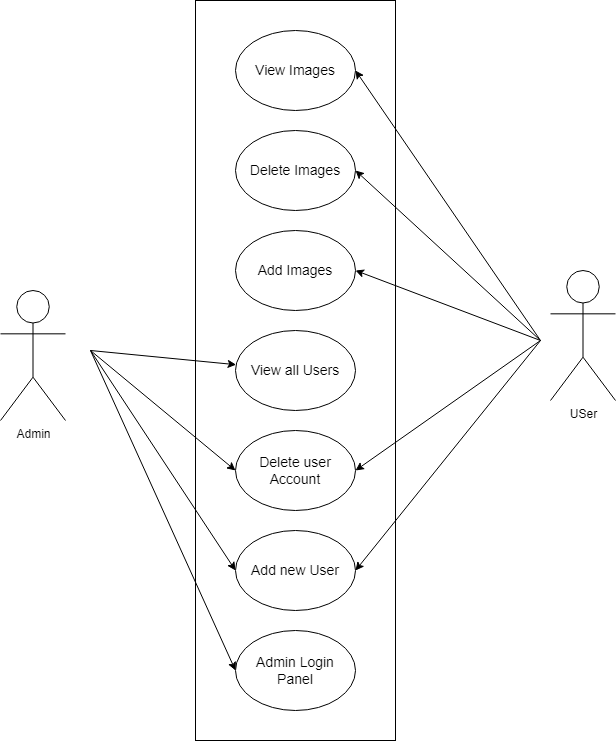 View Images
Delete Images
Add Images
View all Users
Delete user
Account
Add new User
Admin Login
Panel
Admin
USer